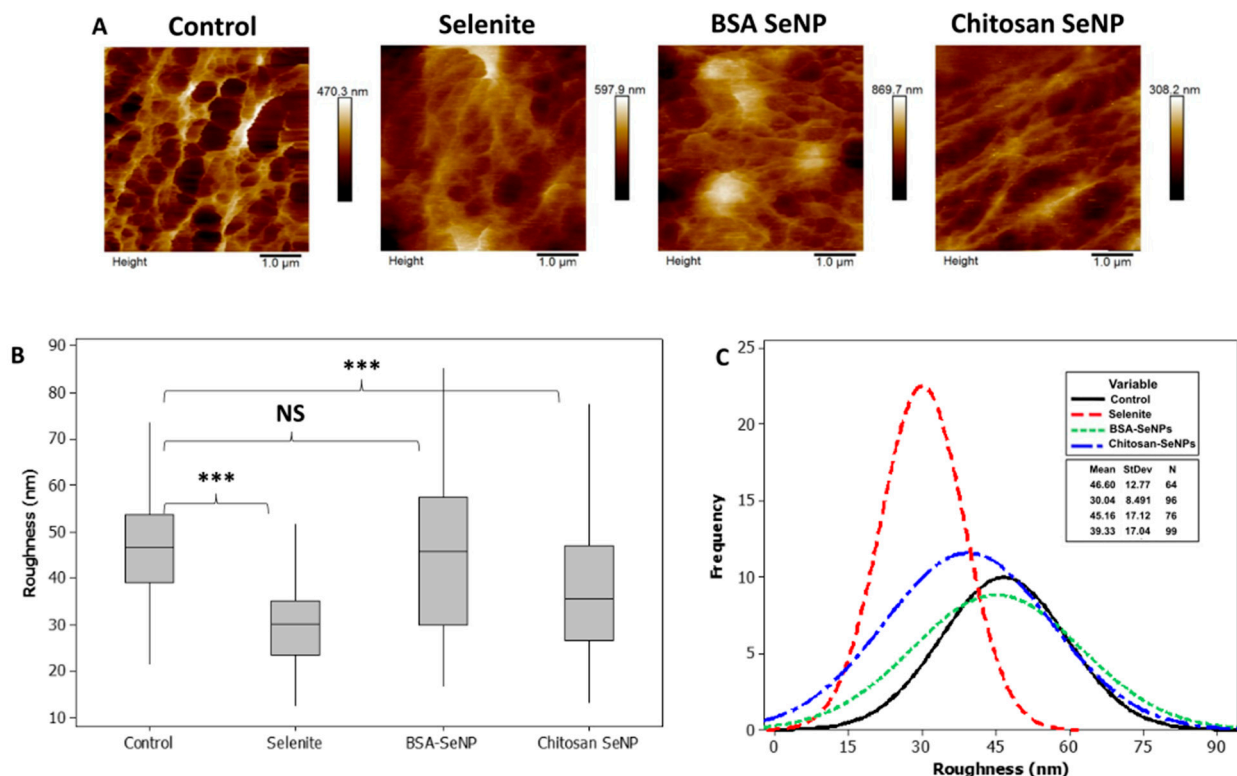 A
Control
Selenite
BSA SeNP
Chitosan SeNP
470.3 nm
597.9 nm
869.7 nm
308.2 nm
Height
1.0 µm
Height
1.0 µm
Height
1.0 µm
Height
1.0 µm
B
Roughness (nm)
90
80
70
60
50
40
30
20
10
***
NS
***
Control
Selenite
BSA-SeNP
Chitosan SeNP
C
Frequency
25
20
15
10
5
0
Variable
Control
Selenite
BSA-SeNPs
Chitosan-SeNPs
Mean StDev N
46.60 12.77 64
30.04 8.491 96
45.16 17.12 76
39.33 17.04 99
0 15 30 45 60 75 90
Roughness (nm)